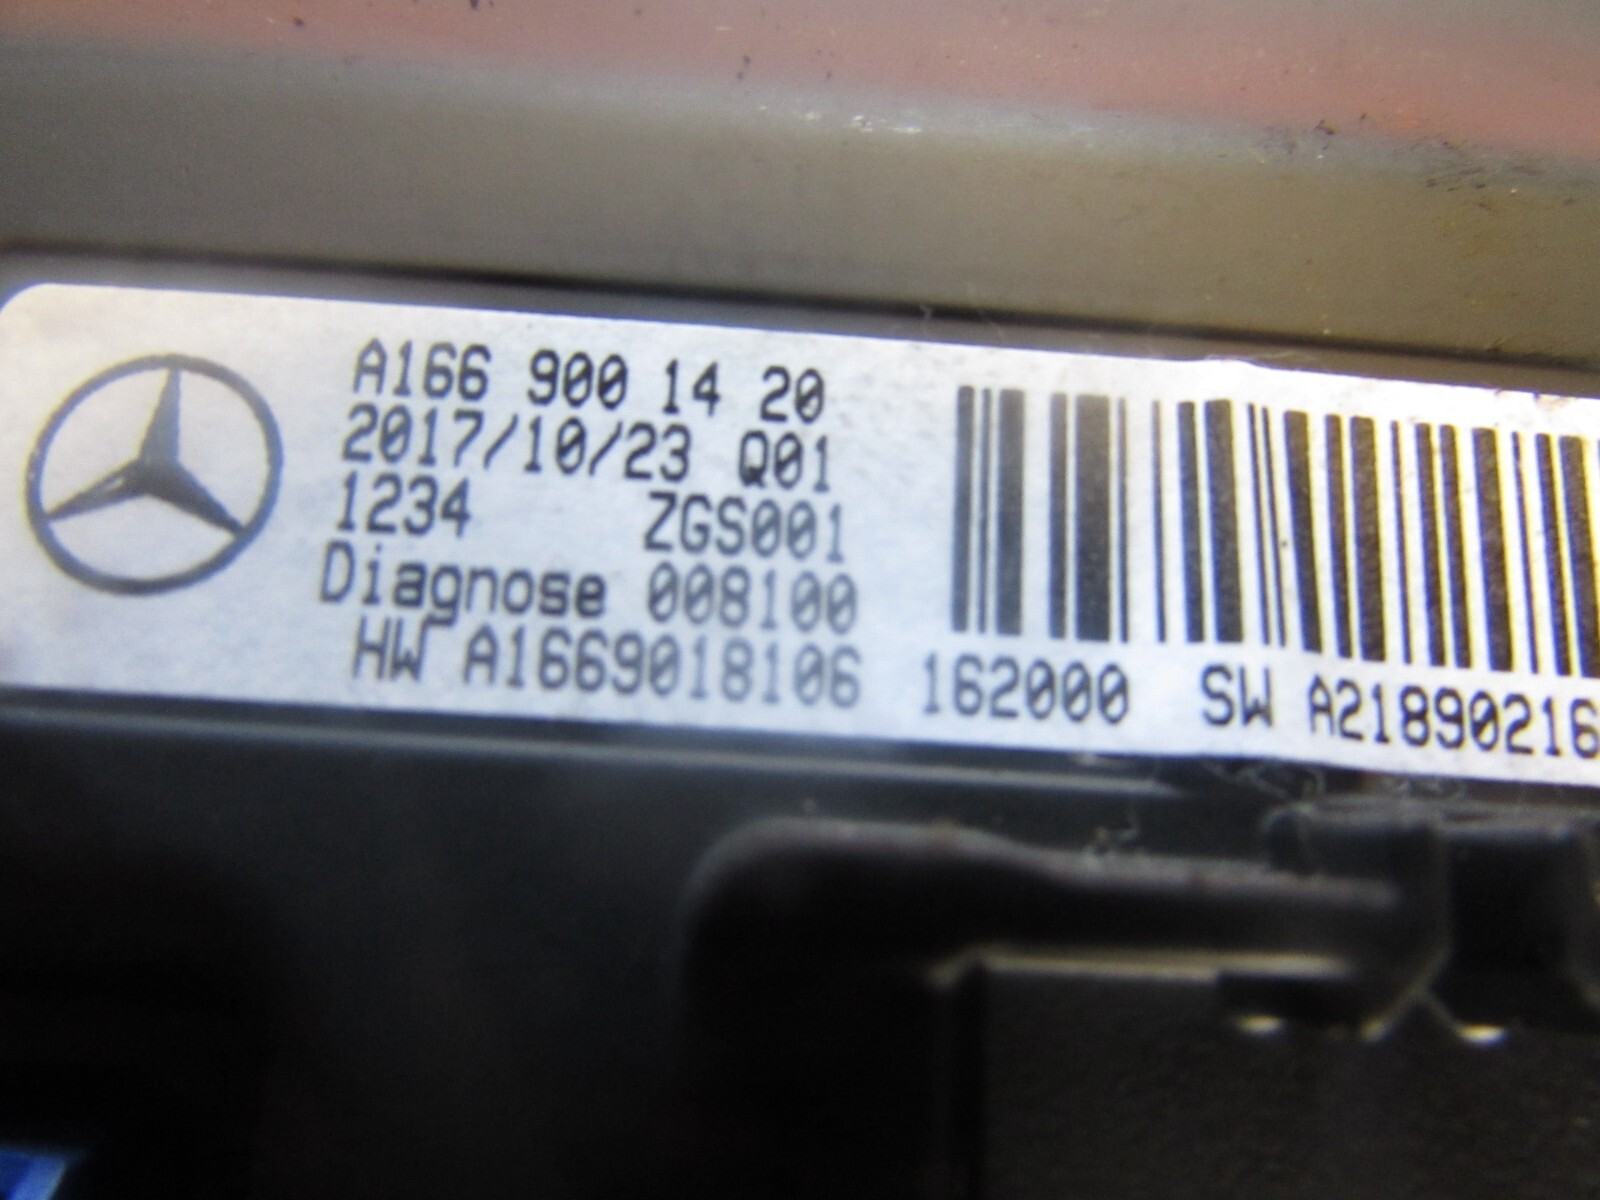 A166 900 14 20
2017/10/23 Q01
1234 ZGS001
Diagnose 008100
HW A1669018106 162000 SW A21890216